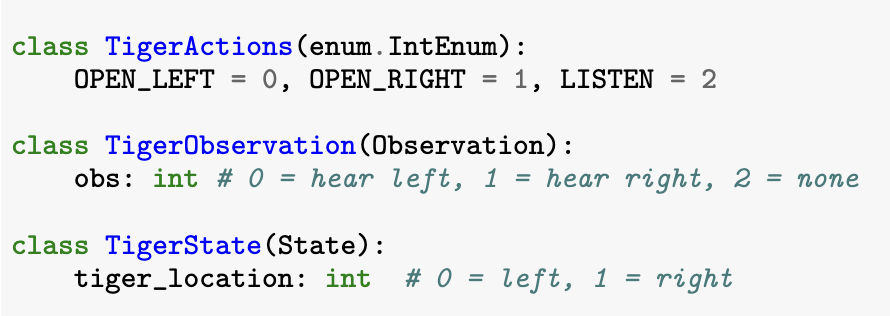 class TigerActions(enum.IntEnum):
    OPEN_LEFT = 0, OPEN_RIGHT = 1, LISTEN = 2
class TigerObservation(Observation):
    obs: int # 0 = hear left, 1 = hear right, 2 = none
class TigerState(State):
    tiger_location: int  # 0 = left, 1 = right